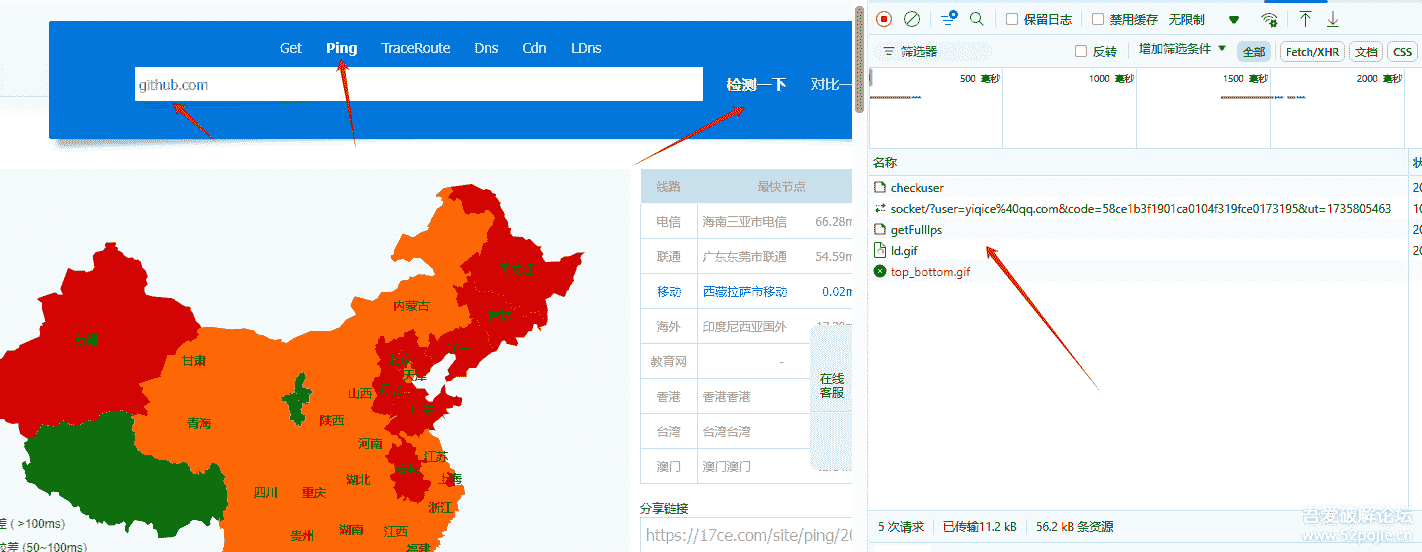 Get Ping TraceRoute Dns Cdn LDns
github.com
检测一下 对比一
线路 最快节点
电信 海南三亚市电信 66.28m
联通 广东东莞市联通 54.59m
移动 西藏拉萨市移动 0.02m
海外 印度尼西亚国外
教育网 -
香港 香港香港
台湾 台湾台湾
澳门 澳门澳门
在线
客服
分享链接
https://17ce.com/site/ping/20
内蒙古
甘肃
天津
山西
青海
陕西
河南
江苏
上海
湖北
四川 重庆
浙江
贵州 湖南 江西
福建
差 ( >100ms)
较差 (50~100ms)
保留日志 禁用缓存 无限制
筛选器 反转 增加筛选条件 全部 Fetch/XHR 文档 CSS
500 毫秒 1000 毫秒 1500 毫秒 2000 毫秒
名称
checkuser
socket/?user=yiqice%40qq.com&code=58ce1b3f1901ca0104f319fce0173195&ut=1735805463
getFullIps
ld.gif
top_bottom.gif
5 次请求 已传输11.2 kB 56.2 kB 条资源
吾爱破解论坛
www.52pojie.cn